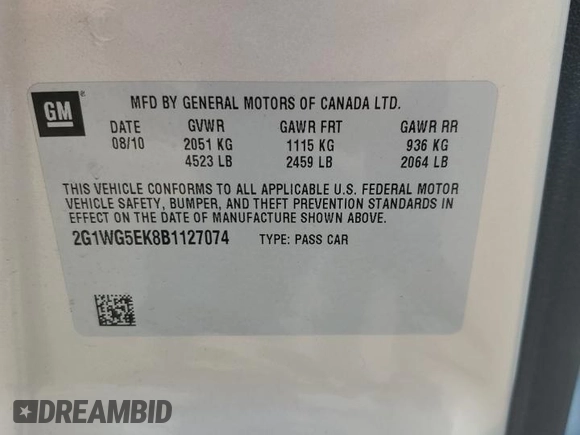 GM
®
MFD BY GENERAL MOTORS OF CANADA LTD.
DATE GVWR GAWR FRT GAWR RR
08/10 2051 KG 1115 KG 936 KG
4523 LB 2459 LB 2064 LB
THIS VEHICLE CONFORMS TO ALL APPLICABLE U.S. FEDERAL MOTOR
VEHICLE SAFETY, BUMPER, AND THEFT PREVENTION STANDARDS IN
EFFECT ON THE DATE OF MANUFACTURE SHOWN ABOVE.
2G1WG5EK8B1127074 TYPE: PASS CAR
DREAMBID